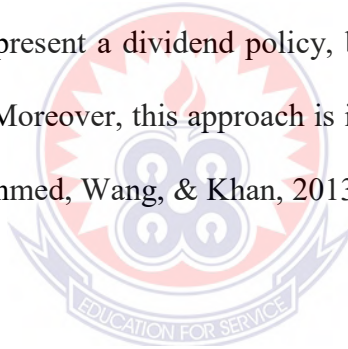 present a dividend policy, b
Moreover, this approach is i
hmed, Wang, & Khan, 2013
EDUCATION FOR SERVICE